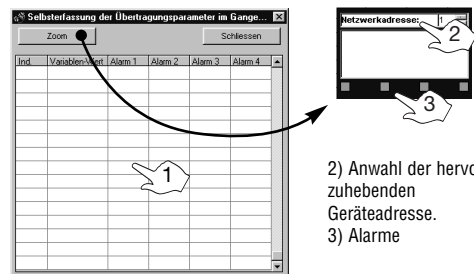 Selbsterfassung der Übertragungsparameter im Gange...
Zoom
Schliessen
Ind. Variablen-Wert Alarm 1 Alarm 2 Alarm 3 Alarm 4
1
Netzwerkadresse: 1
2
3
2) Anwahl der hervo
zuhebenden
Geräteadresse.
3) Alarme